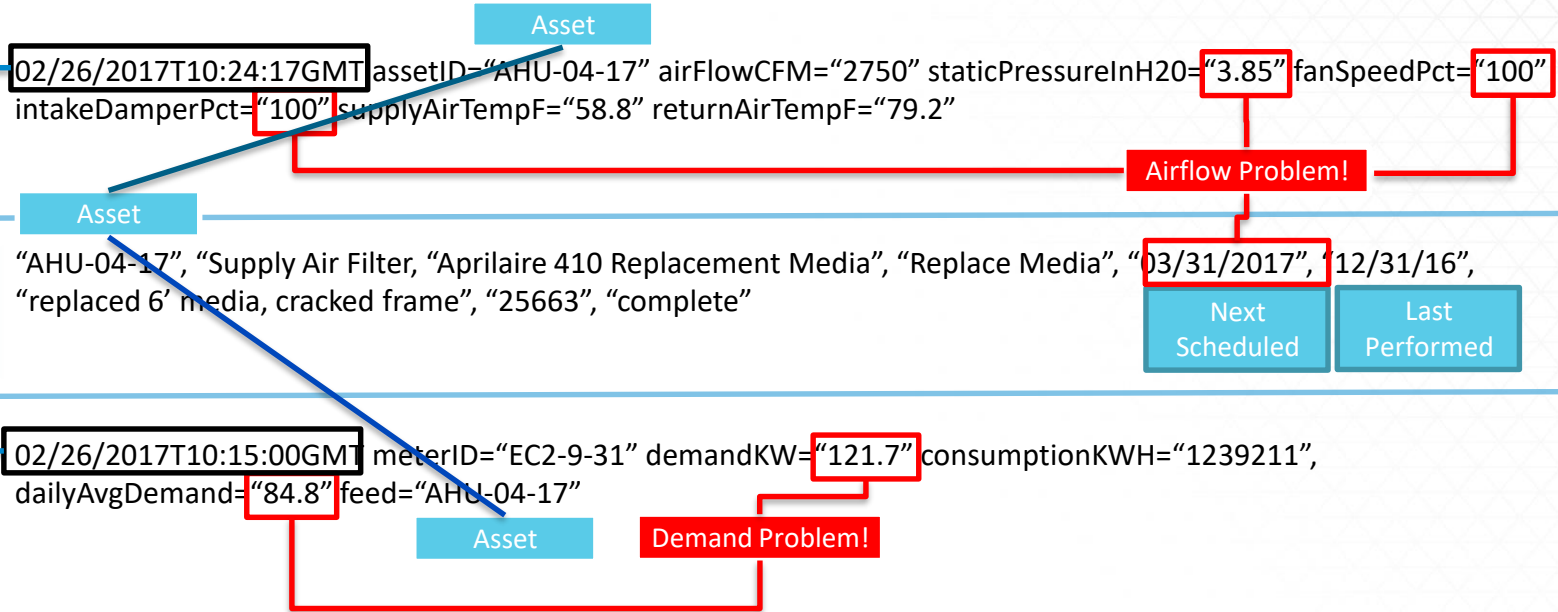 Asset
02/26/2017T10:24:17GMT assetID=“AHU-04-17” airFlowCFM=“2750” staticPressureInH20=“3.85” fanSpeedPct=“100”
intakeDamperPct=“100” supplyAirTempF=“58.8” returnAirTempF=“79.2”
Airflow Problem!
Asset
“AHU-04-17”, “Supply Air Filter, “Aprilaire 410 Replacement Media”, “Replace Media”, “03/31/2017”, “12/31/16”,
“replaced 6’ media, cracked frame”, “25663”, “complete”
Next
Scheduled
Last
Performed
02/26/2017T10:15:00GMT meterID=“EC2-9-31” demandKW=“121.7” consumptionKWH=“1239211”,
dailyAvgDemand=“84.8” feed=“AHU-04-17”
Asset
Demand Problem!